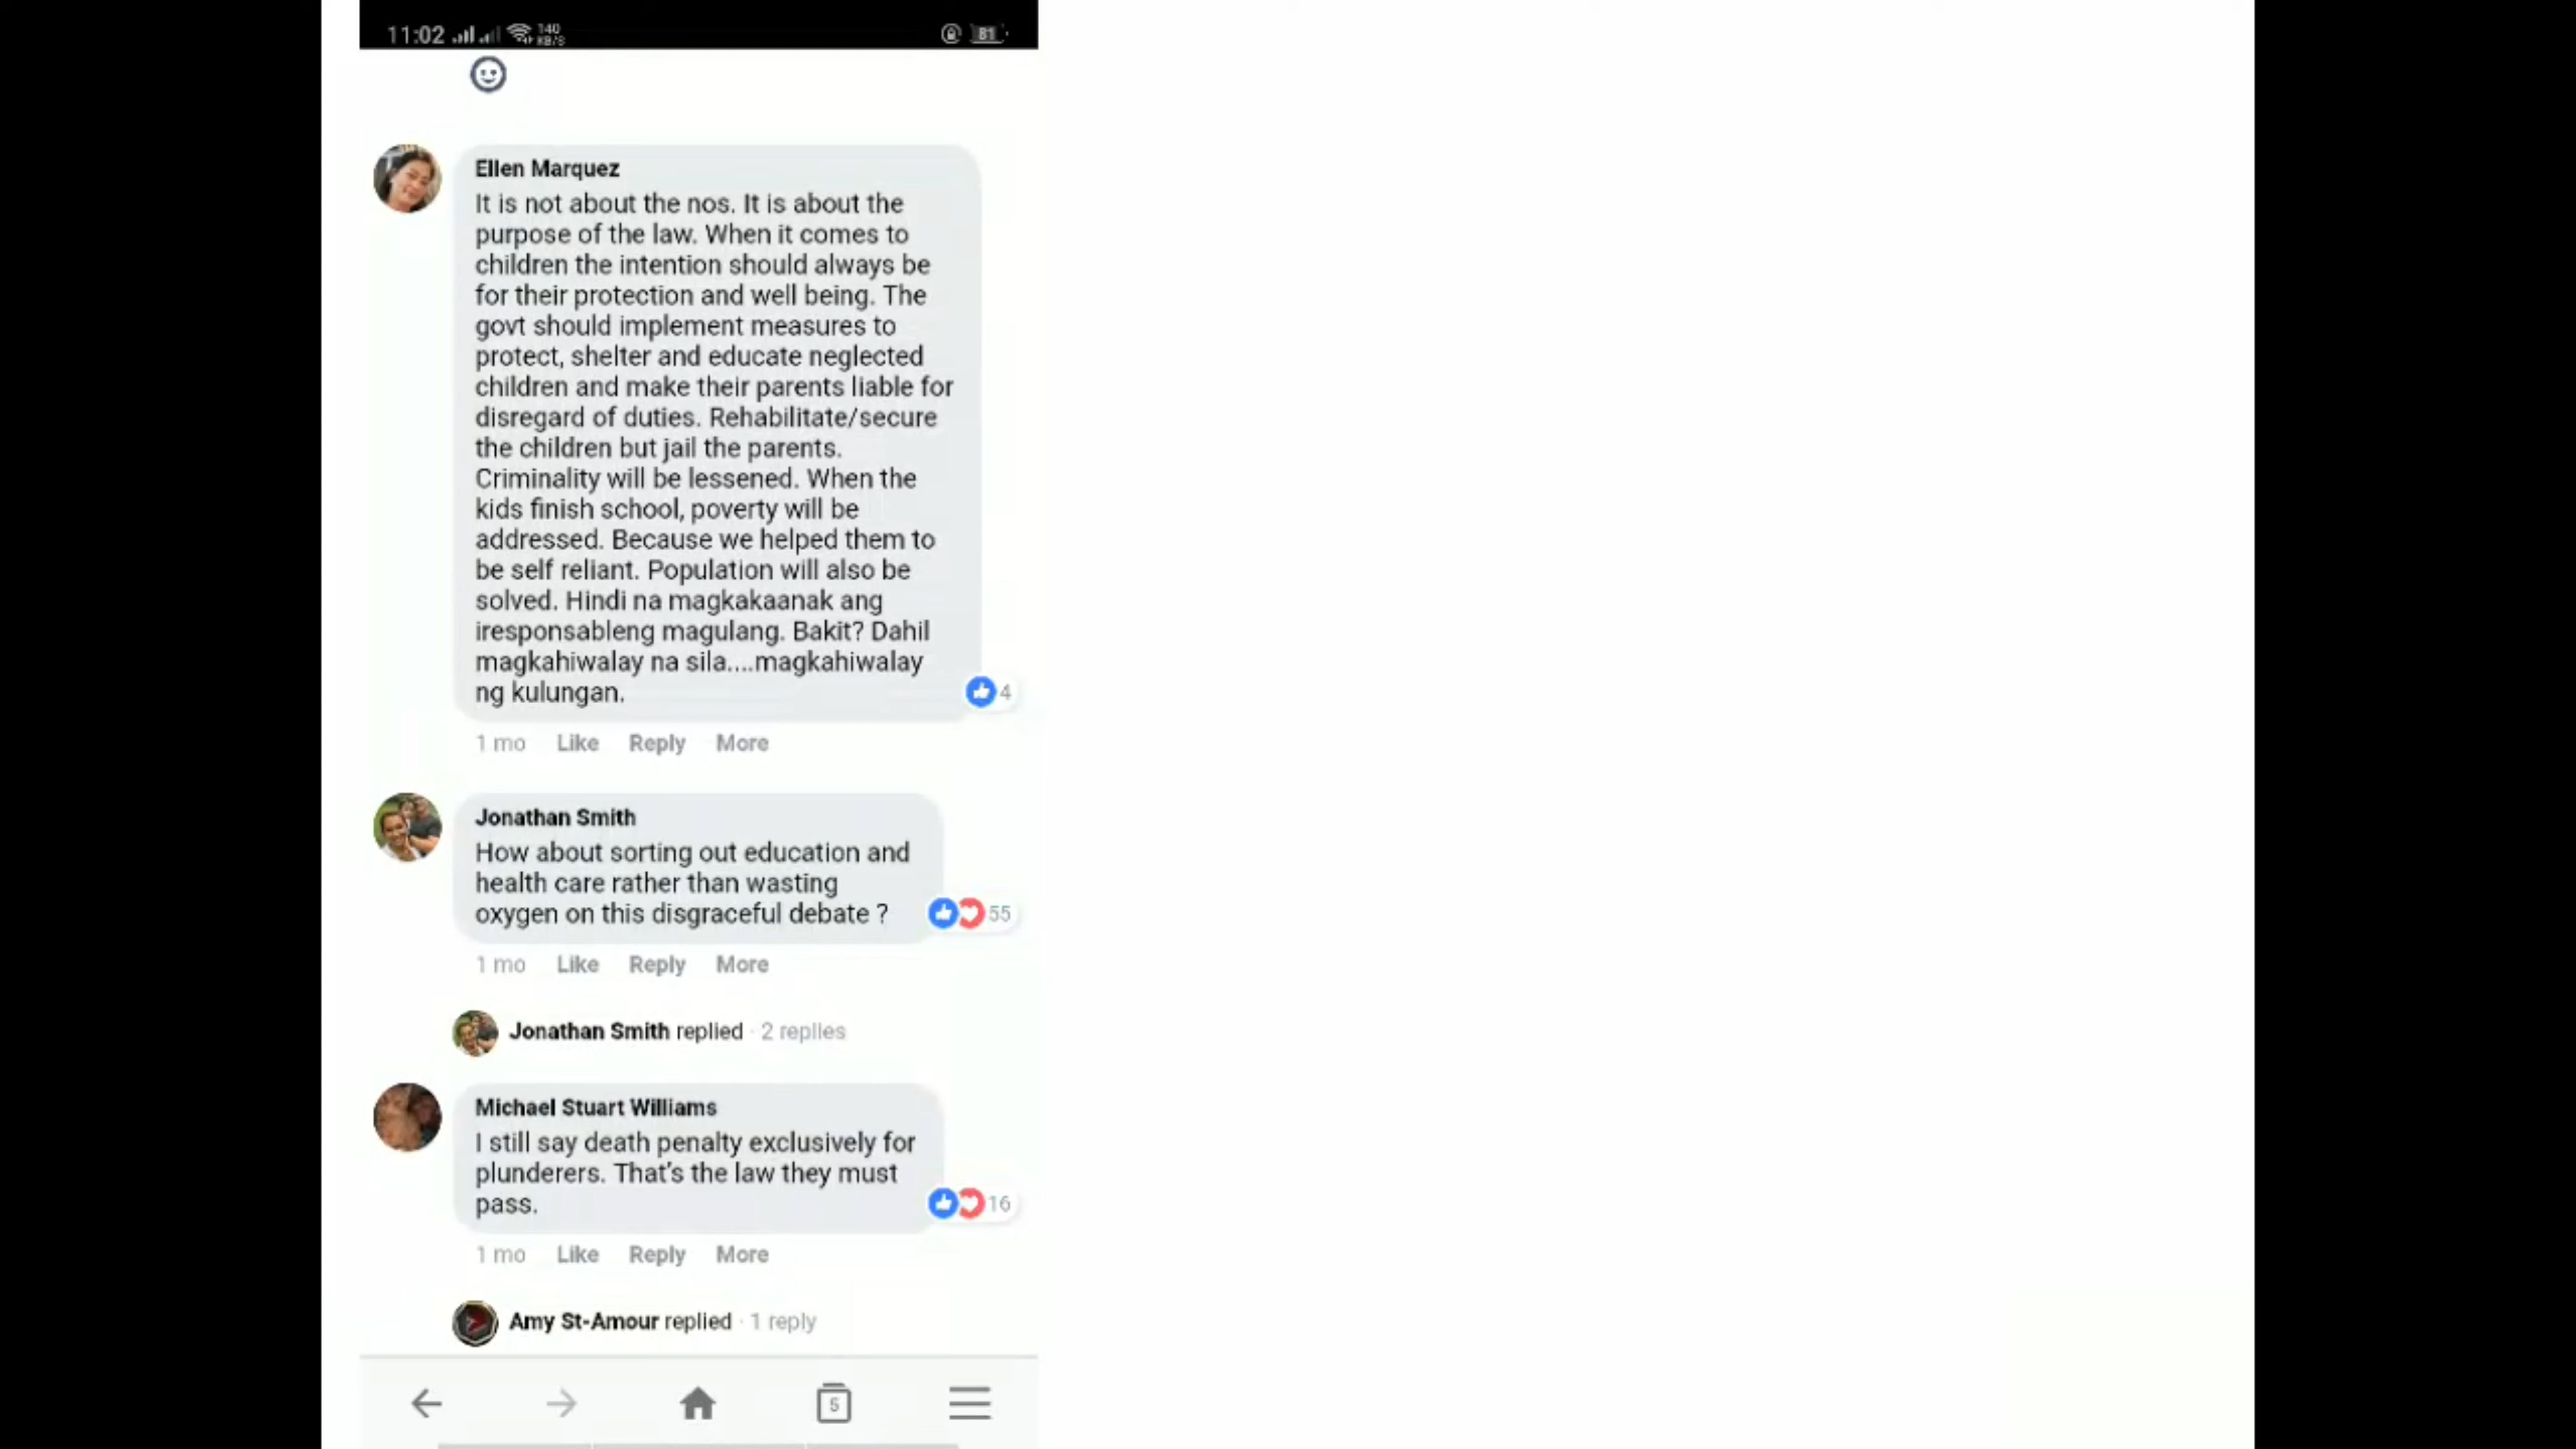 11:02
140
KB/S
81
Ellen Marquez
It is not about the nos. It is about the
purpose of the law. When it comes to
children the intention should always be
for their protection and well being. The
govt should implement measures to
protect, shelter and educate neglected
children and make their parents liable for
disregard of duties. Rehabilitate/secure
the children but jail the parents.
Criminality will be lessened. When the
kids finish school, poverty will be
addressed. Because we helped them to
be self reliant. Population will also be
solved. Hindi na magkakaanak ang
iresponsableng magulang. Bakit? Dahil
magkahiwalay na sila....magkahiwalay
ng kulungan.
4
1 mo Like Reply More
Jonathan Smith
How about sorting out education and
health care rather than wasting
oxygen on this disgraceful debate ?
55
1 mo Like Reply More
Jonathan Smith replied · 2 replies
Michael Stuart Williams
I still say death penalty exclusively for
plunderers. That's the law they must
pass.
16
1 mo Like Reply More
Amy St-Amour replied · 1 reply
5